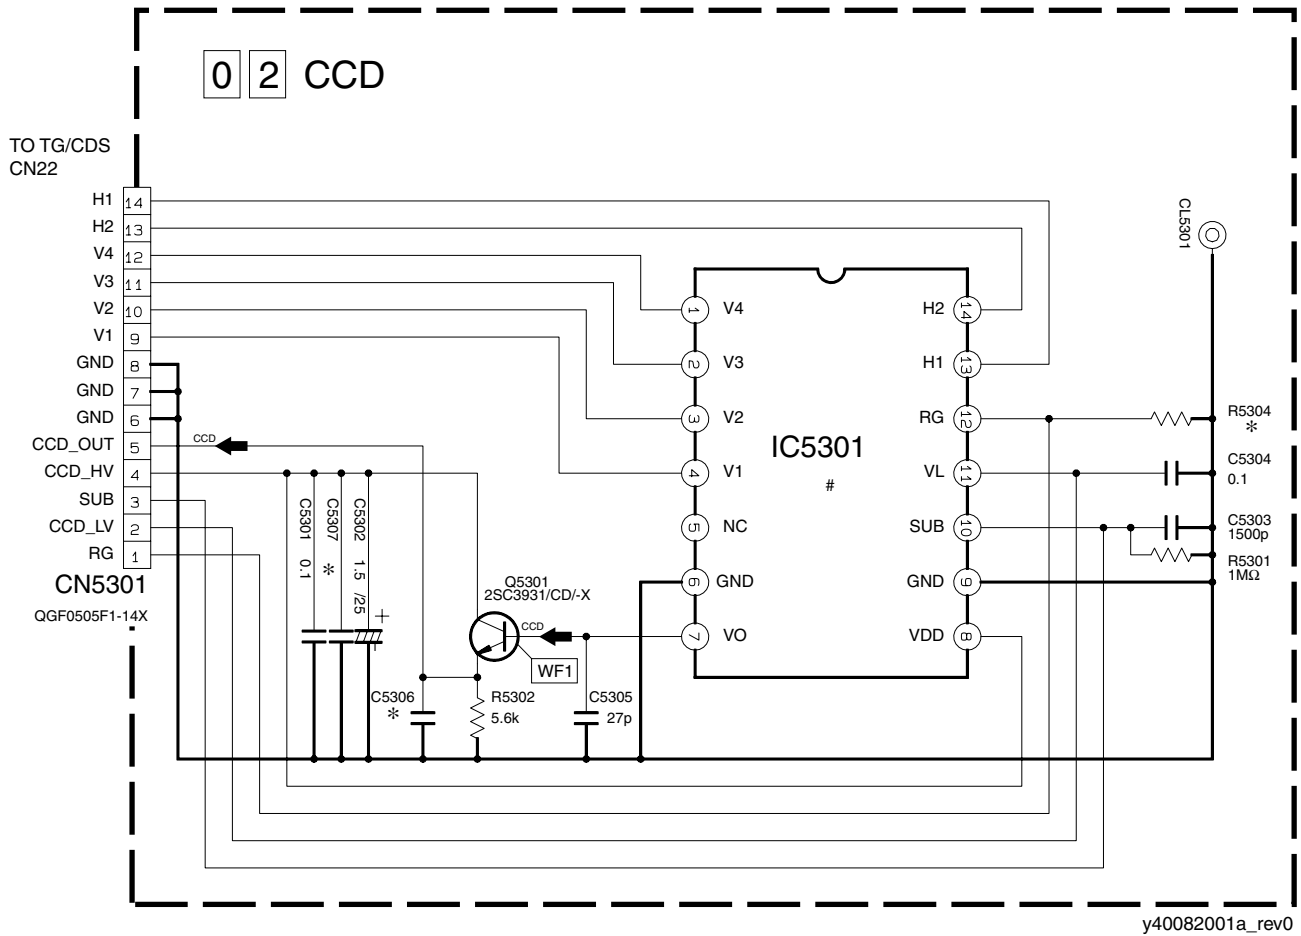 0 2 CCD
TO TG/CDS
CN22
H1 14
H2 13
V4 12
V3 11
V2 10
V1 9
GND 8
GND 7
GND 6
CCD_OUT 5
CCD_HV 4
SUB 3
CCD_LV 2
RG 1
CN5301
QGF0505F1-14X
CCD
C5301 0.1
C5307 *
C5302 1.5 /25
+
+
Q5301
2SC3931/CD/-X
CCD
WF1
C5306
*
R5302
5.6k
C5305
27p
IC5301
#
1 V4
2 V3
3 V2
4 V1
5 NC
6 GND
7 VO
H2 14
H1 13
RG 12
VL 11
SUB 10
GND 9
VDD 8
CL5301
R5304
*
C5304
0.1
C5303
1500p
R5301
1MΩ
y40082001a_rev0